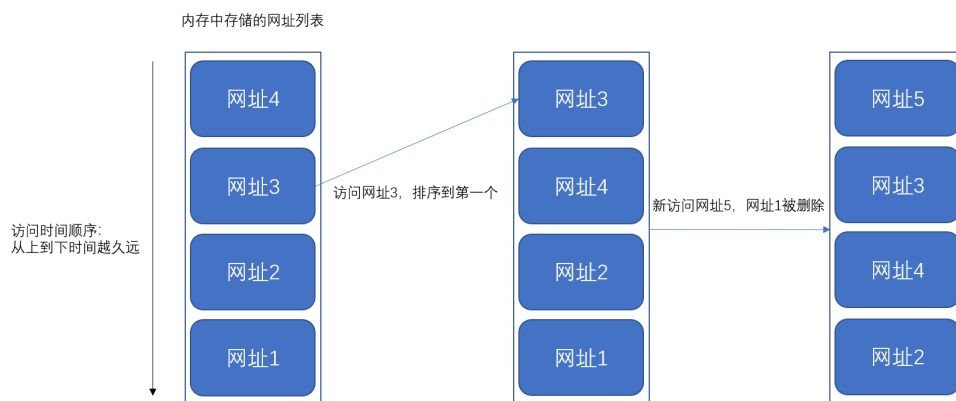 内存中存储的网址列表
访问时间顺序:
从上到下时间越久远
网址4
网址3
网址2
网址1
访问网址3，排序到第一个
网址3
网址4
网址2
网址1
新访问网址5，网址1被删除
网址5
网址3
网址4
网址2